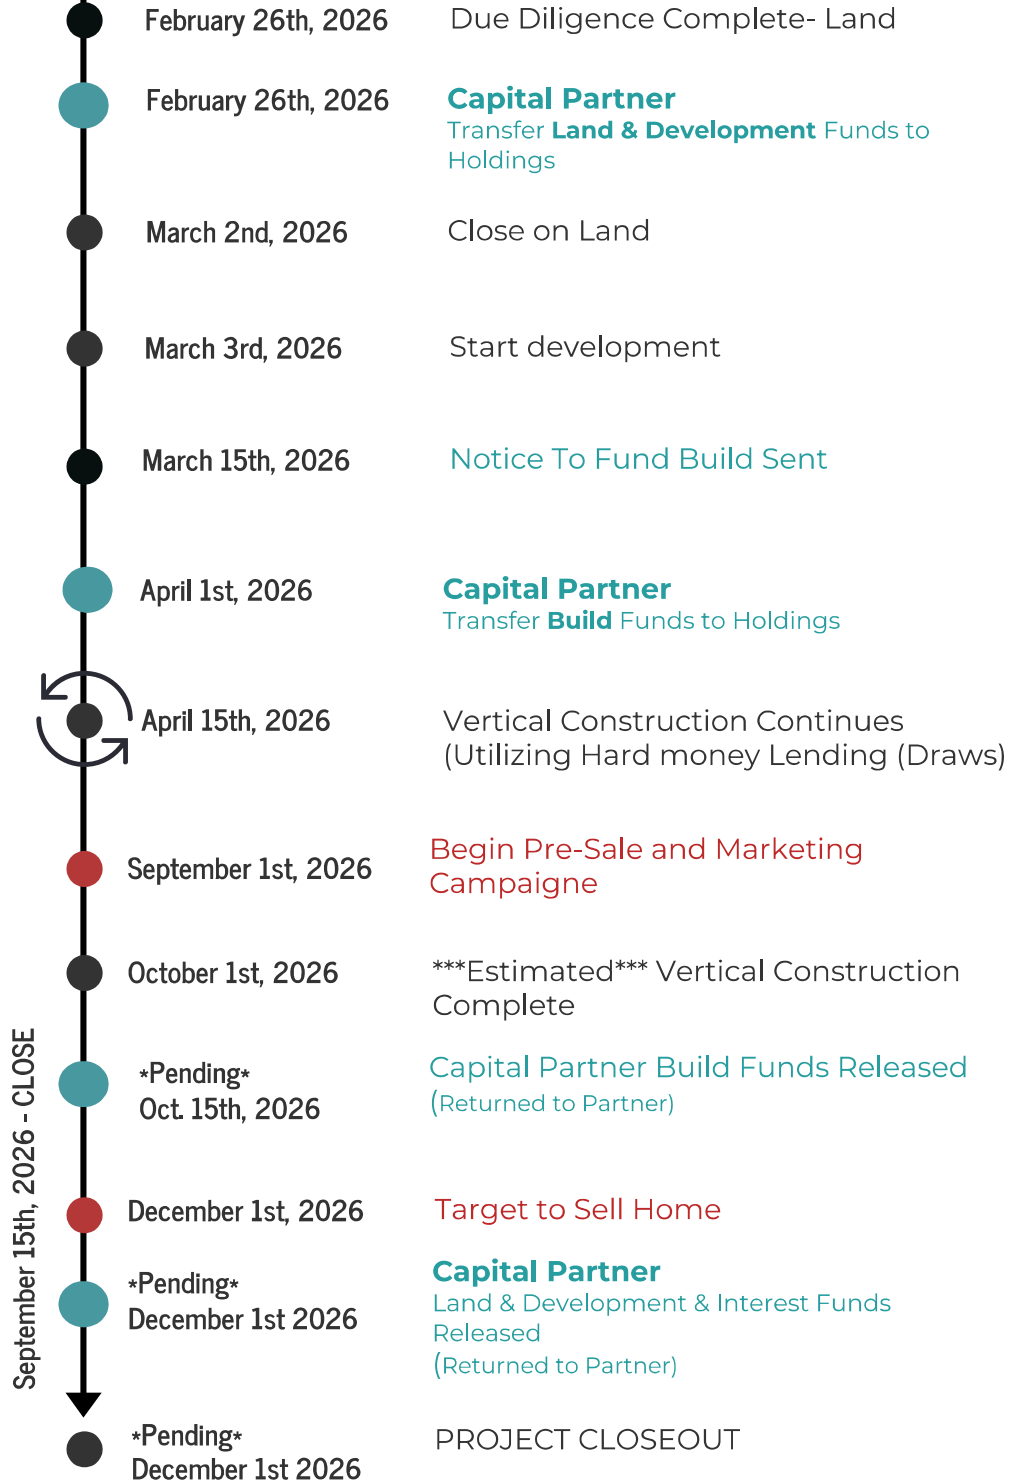 February 26th, 2026
Due Diligence Complete- Land
February 26th, 2026
Capital Partner
Transfer Land & Development Funds to
Holdings
March 2nd, 2026
Close on Land
March 3rd, 2026
Start development
March 15th, 2026
Notice To Fund Build Sent
April 1st, 2026
Capital Partner
Transfer Build Funds to Holdings
April 15th, 2026
Vertical Construction Continues
(Utilizing Hard money Lending (Draws)
September 1st, 2026
Begin Pre-Sale and Marketing
Campaigne
October 1st, 2026
***Estimated*** Vertical Construction
Complete
September 15th, 2026 - CLOSE
*Pending*
Oct. 15th, 2026
Capital Partner Build Funds Released
(Returned to Partner)
December 1st, 2026
Target to Sell Home
*Pending*
December 1st 2026
Capital Partner
Land & Development & Interest Funds
Released
(Returned to Partner)
*Pending*
December 1st 2026
PROJECT CLOSEOUT